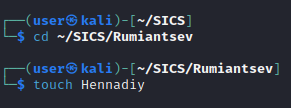 ┌──(user㉿kali)-[~/SICS]
└─$ cd ~/SICS/Rumiantsev
┌──(user㉿kali)-[~/SICS/Rumiantsev]
└─$ touch Hennadiy